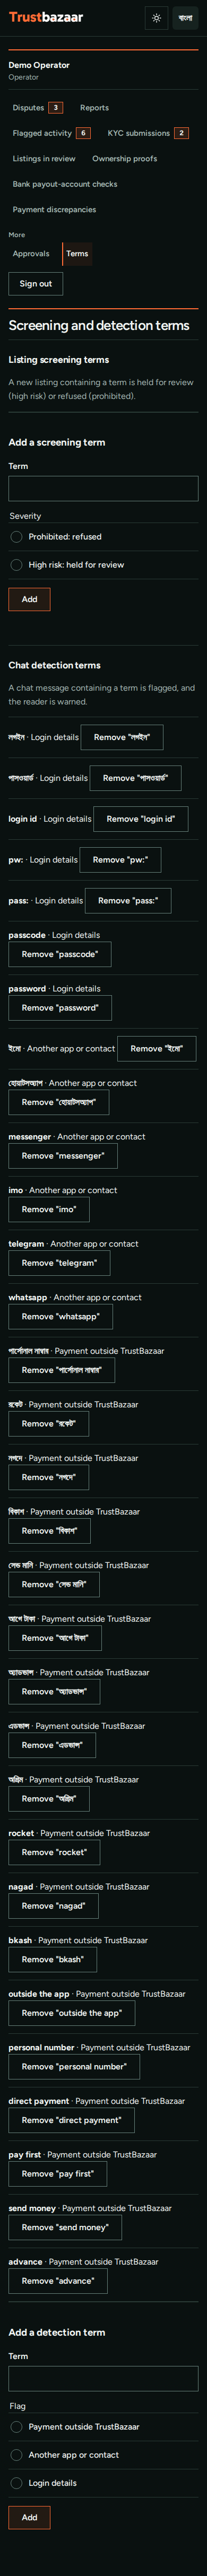 Trustbazaar
বাংলা
Demo Operator
Operator
Disputes 3 Reports
Flagged activity 6 KYC submissions 2
Listings in review Ownership proofs
Bank payout-account checks
Payment discrepancies
More
Approvals Terms
Sign out
Screening and detection terms
Listing screening terms
A new listing containing a term is held for review
(high risk) or refused (prohibited).
Add a screening term
Term
Severity
Prohibited: refused
High risk: held for review
Add
Chat detection terms
A chat message containing a term is flagged, and
the reader is warned.
লগইন · Login details Remove "লগইন"
পাসওয়ার্ড · Login details Remove "পাসওয়ার্ড"
login id · Login details Remove "login id"
pw: · Login details Remove "pw:"
pass: · Login details Remove "pass:"
passcode · Login details
Remove "passcode"
password · Login details
Remove "password"
ইমো · Another app or contact Remove "ইমো"
হোয়াটসঅ্যাপ · Another app or contact
Remove "হোয়াটসঅ্যাপ"
messenger · Another app or contact
Remove "messenger"
imo · Another app or contact
Remove "imo"
telegram · Another app or contact
Remove "telegram"
whatsapp · Another app or contact
Remove "whatsapp"
পার্সোনাল নাম্বার · Payment outside TrustBazaar
Remove "পার্সোনাল নাম্বার"
রকেট · Payment outside TrustBazaar
Remove "রকেট"
নগদে · Payment outside TrustBazaar
Remove "নগদে"
বিকাশ · Payment outside TrustBazaar
Remove "বিকাশ"
সেন্ড মানি · Payment outside TrustBazaar
Remove "সেন্ড মানি"
আগে টাকা · Payment outside TrustBazaar
Remove "আগে টাকা"
অ্যাডভান্স · Payment outside TrustBazaar
Remove "অ্যাডভান্স"
এডভান্স · Payment outside TrustBazaar
Remove "এডভান্স"
অগ্রিম · Payment outside TrustBazaar
Remove "অগ্রিম"
rocket · Payment outside TrustBazaar
Remove "rocket"
nagad · Payment outside TrustBazaar
Remove "nagad"
bkash · Payment outside TrustBazaar
Remove "bkash"
outside the app · Payment outside TrustBazaar
Remove "outside the app"
personal number · Payment outside TrustBazaar
Remove "personal number"
direct payment · Payment outside TrustBazaar
Remove "direct payment"
pay first · Payment outside TrustBazaar
Remove "pay first"
send money · Payment outside TrustBazaar
Remove "send money"
advance · Payment outside TrustBazaar
Remove "advance"
Add a detection term
Term
Flag
Payment outside TrustBazaar
Another app or contact
Login details
Add